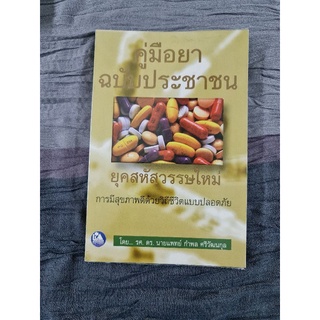 คู่มือยา
ฉบับประชาชน
ยุคสหัสวรรษใหม่
การมีสุขภาพดีด้วยวิถีชีวิตแบบปลอดภัย
โดย... รศ. ดร. นายแพทย์ กำพล ศรีวัฒนกุล